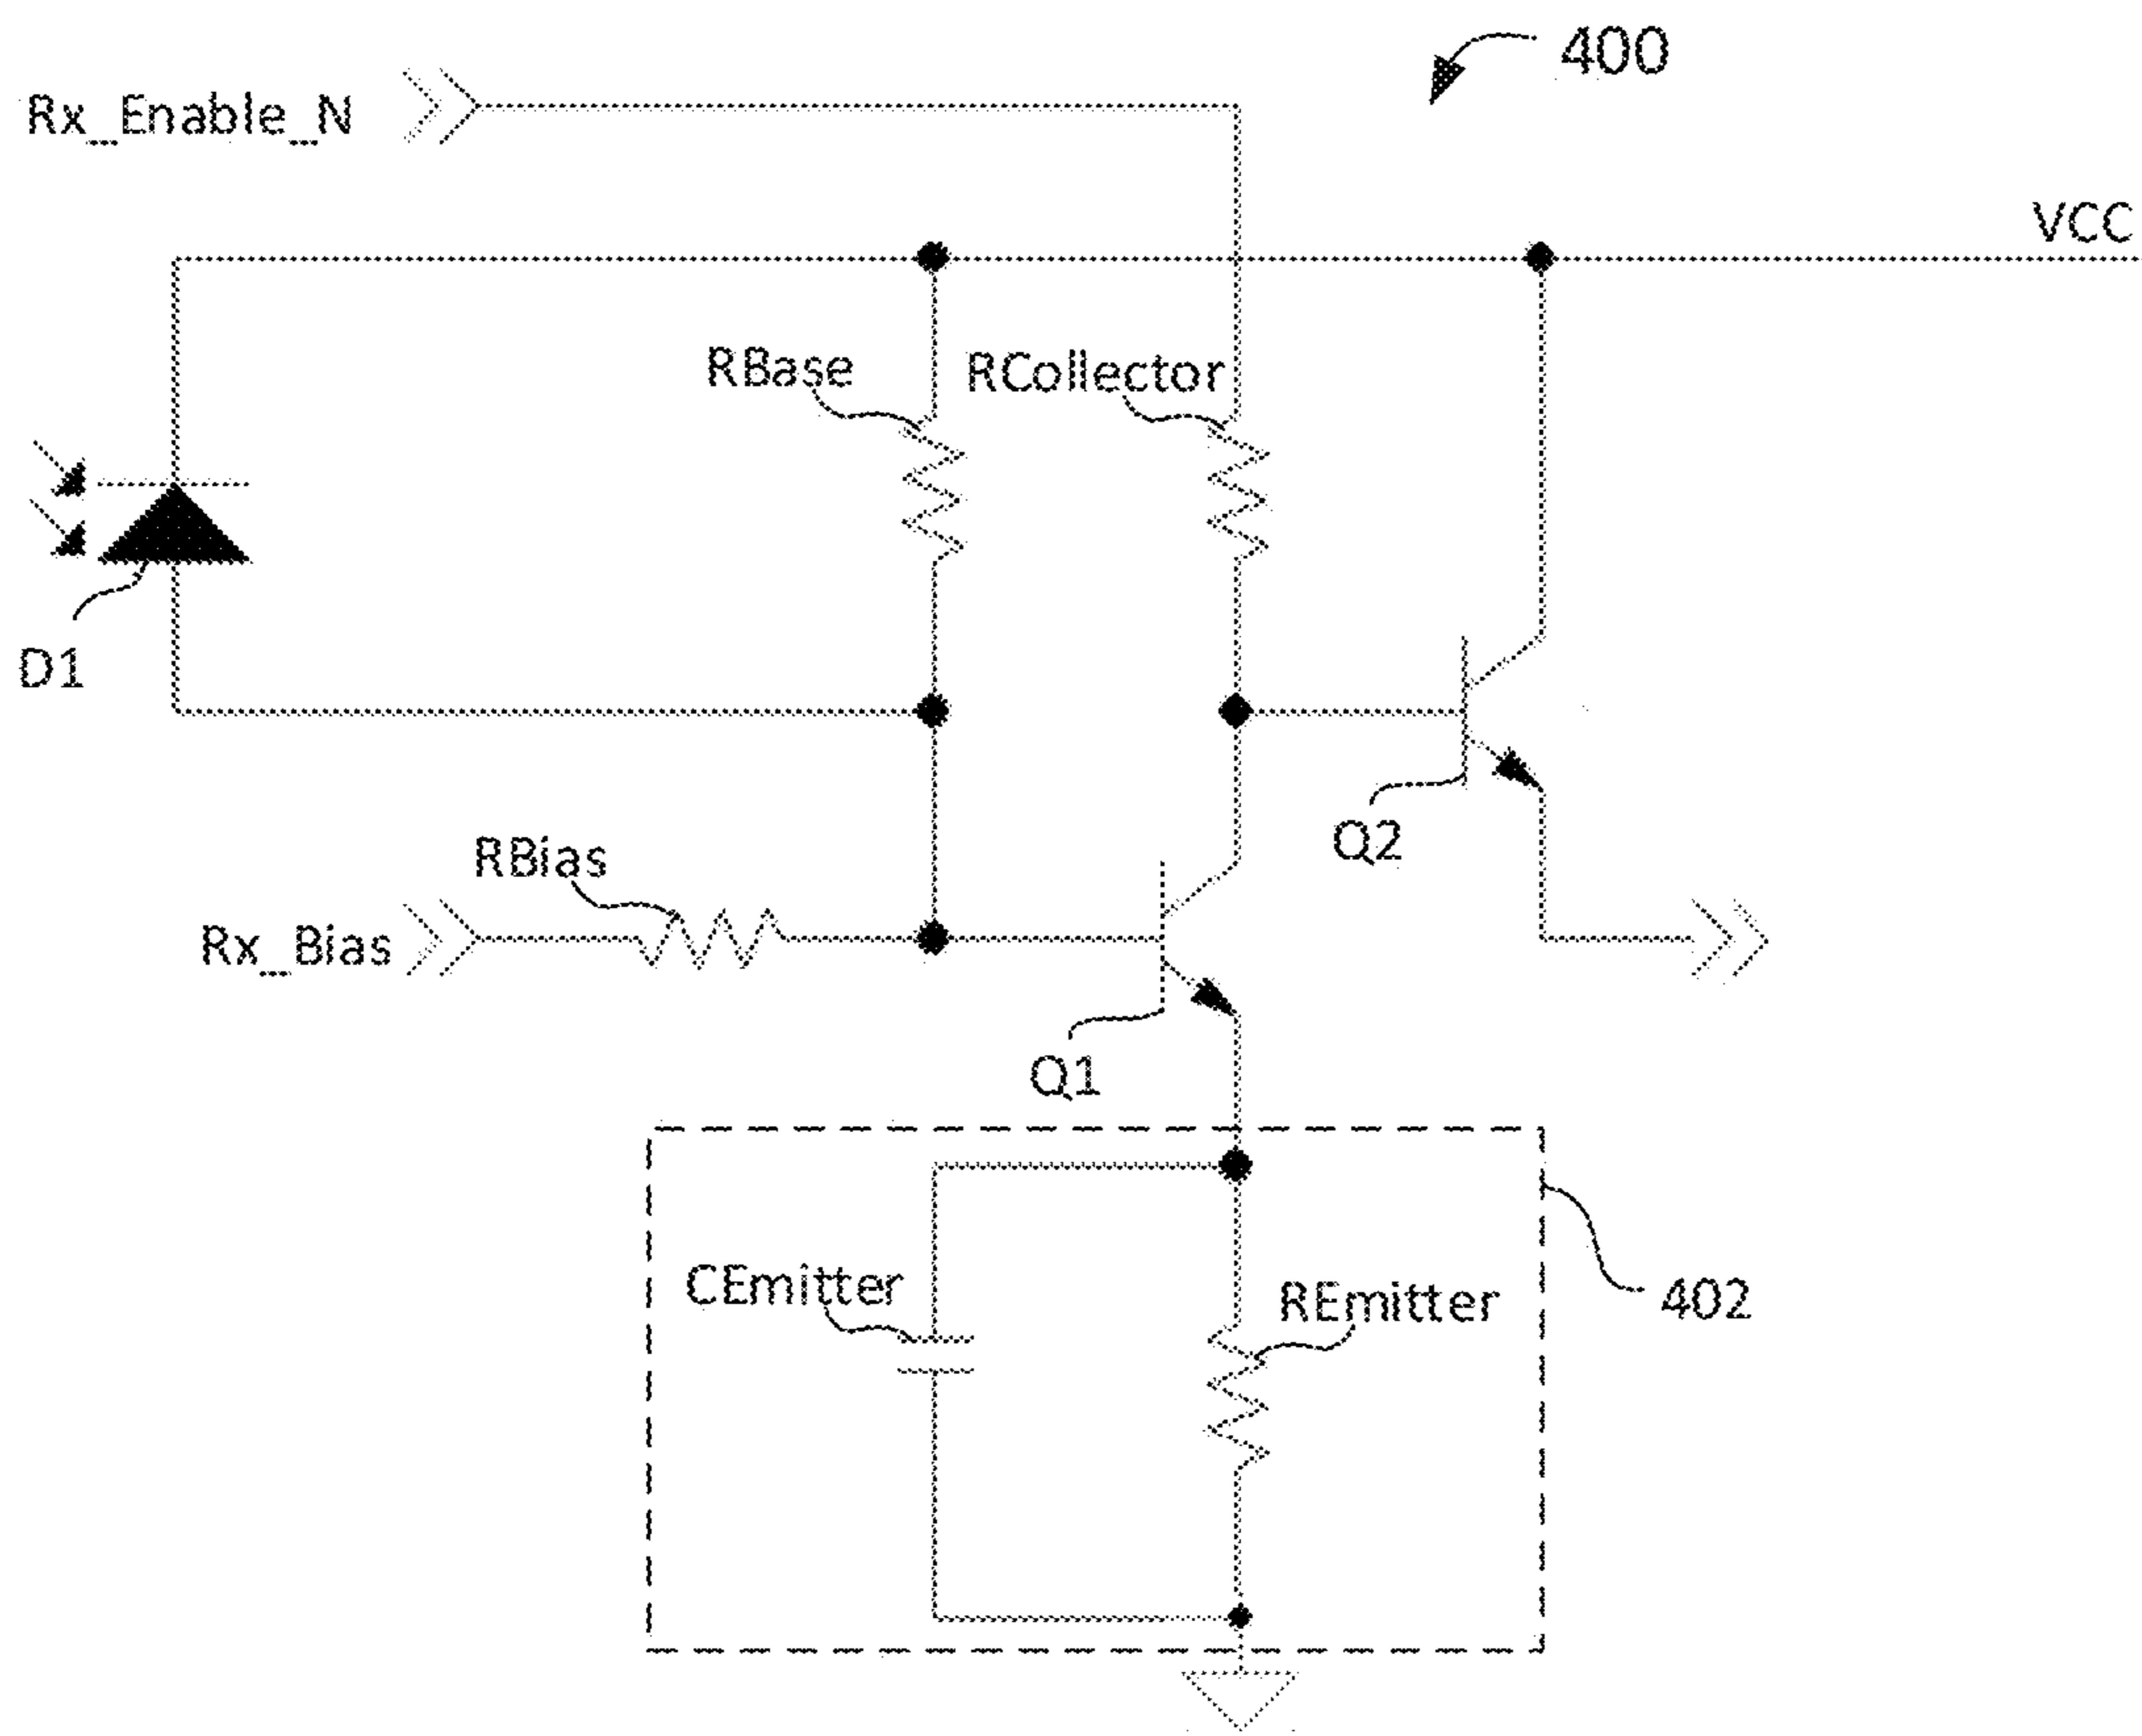 400
Rx_Enable_N
VCC
RBase
RCollector
D1
Q2
RBias
Rx_Bias
Q1
CEmitter
REmitter
402